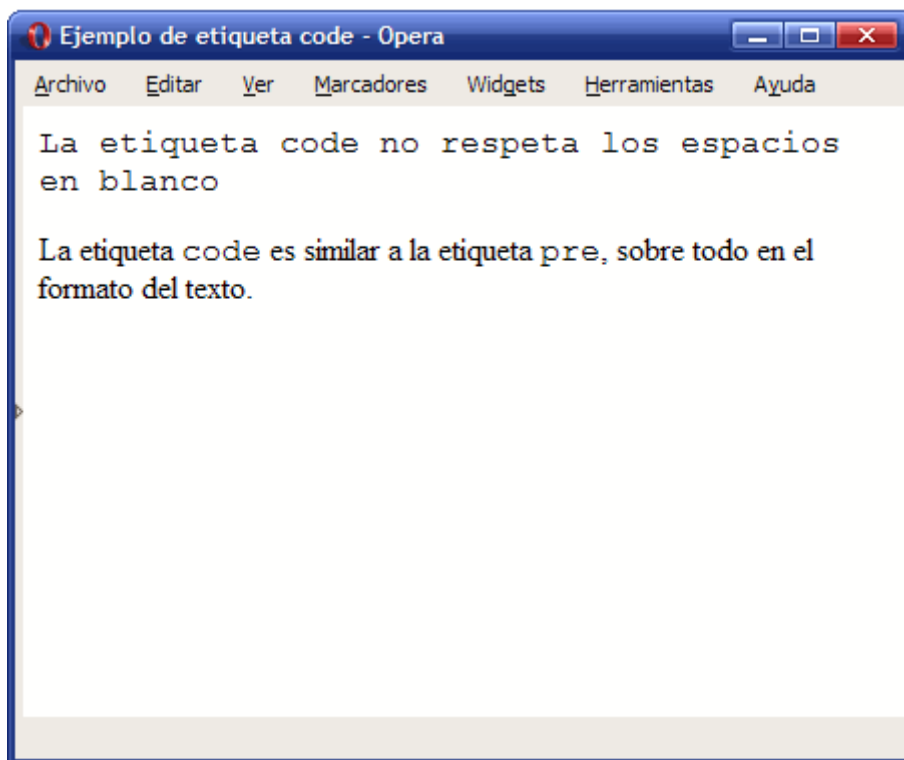 Ejemplo de etiqueta code - Opera
Archivo Editar Ver Marcadores Widgets Herramientas Ayuda
La etiqueta code no respeta los espacios
en blanco
La etiqueta code es similar a la etiqueta pre, sobre todo en el
formato del texto.